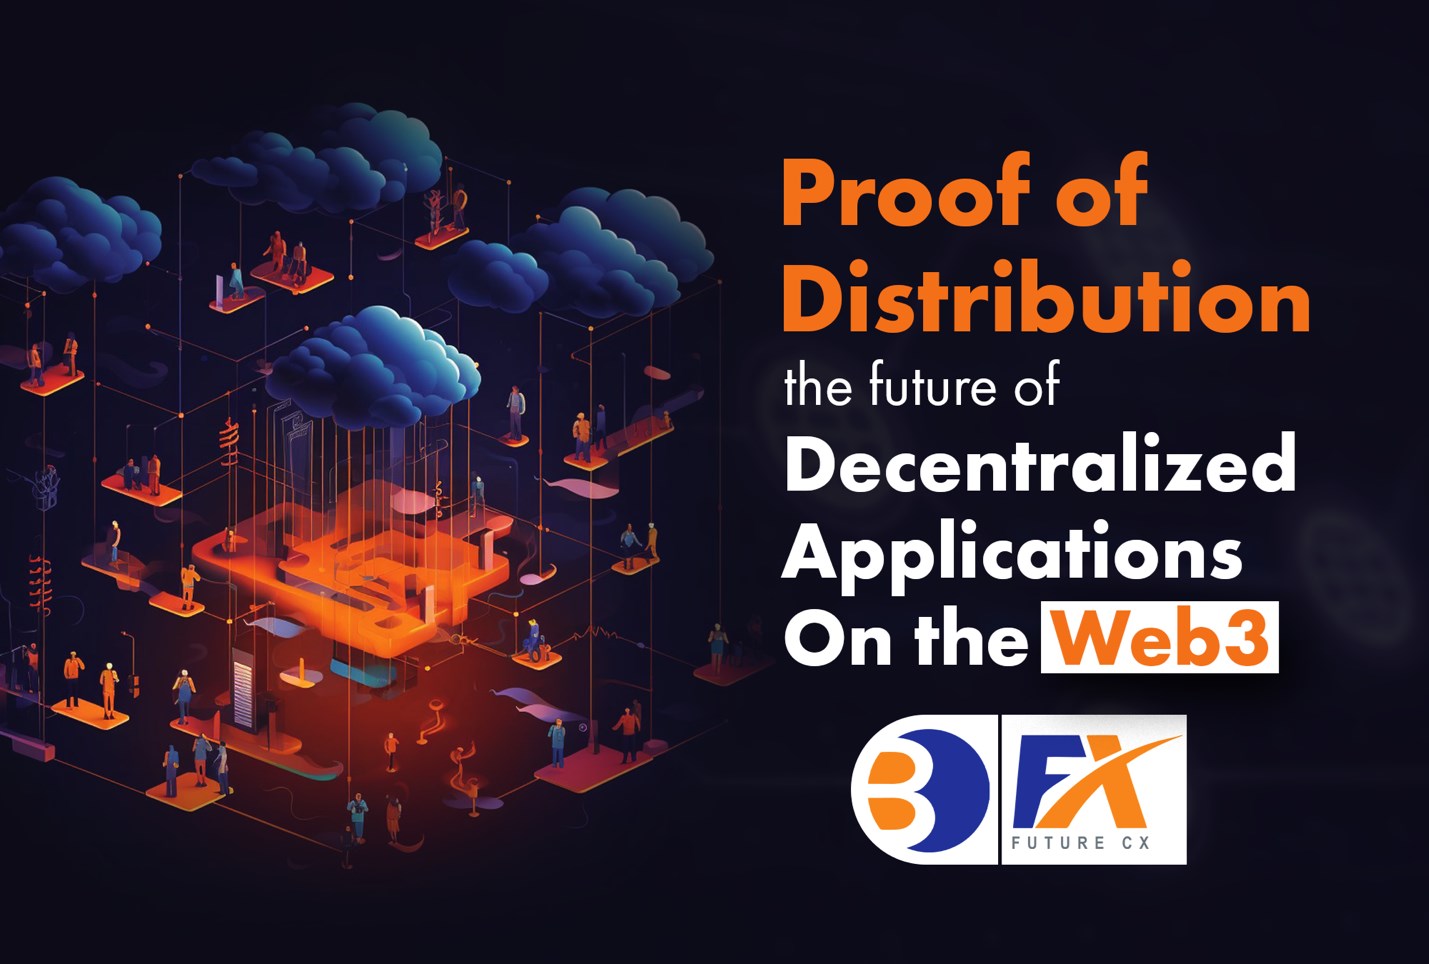 Proof of
Distribution
the future of
Decentralized
Applications
On the Web3
FX
FUTURE CX